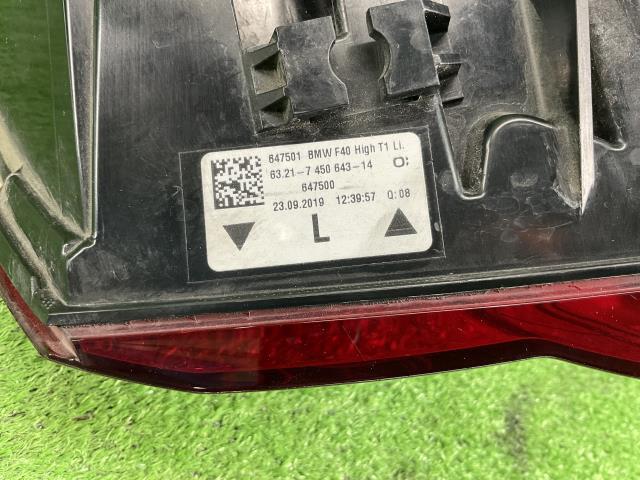 647501 BMW F40 High T1 Li.
63.21-7 450 643-14 O:
647500
23.09.2019 12:39:57 Q:08
L